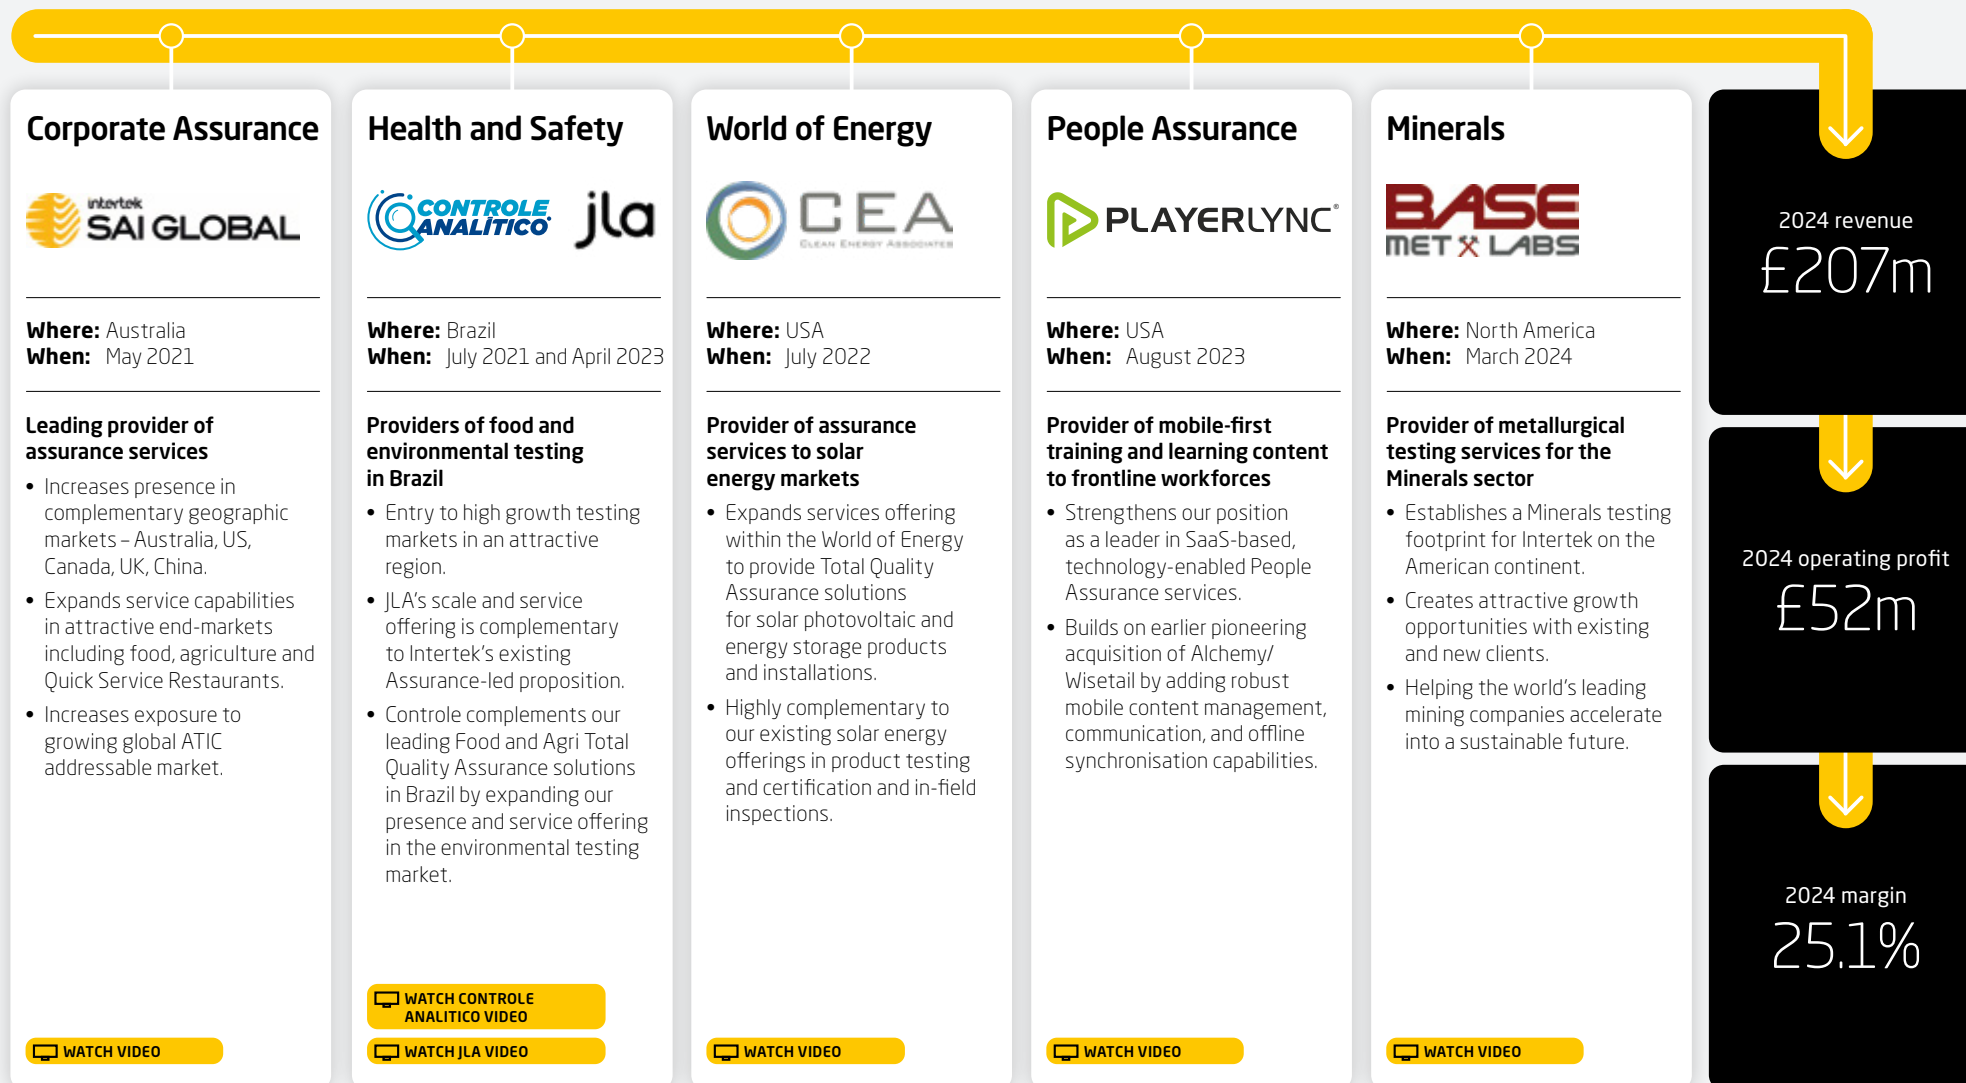 Corporate Assurance
intertek
SAI GLOBAL
Where: Australia
When: May 2021
Leading provider of
assurance services
• Increases presence in
complementary geographic
markets – Australia, US,
Canada, UK, China.
• Expands service capabilities
in attractive end-markets
including food, agriculture and
Quick Service Restaurants.
• Increases exposure to
growing global ATIC
addressable market.
WATCH VIDEO
Health and Safety
CONTROLE
ANALÍTICO
jla
Where: Brazil
When: July 2021 and April 2023
Providers of food and
environmental testing
in Brazil
• Entry to high growth testing
markets in an attractive
region.
• JLA's scale and service
offering is complementary
to Intertek's existing
Assurance-led proposition.
• Controle complements our
leading Food and Agri Total
Quality Assurance solutions
in Brazil by expanding our
presence and service offering
in the environmental testing
market.
WATCH CONTROLE
ANALITICO VIDEO
WATCH JLA VIDEO
World of Energy
CEA
CLEAN ENERGY ASSOCIATES
Where: USA
When: July 2022
Provider of assurance
services to solar
energy markets
• Expands services offering
within the World of Energy
to provide Total Quality
Assurance solutions
for solar photovoltaic and
energy storage products
and installations.
• Highly complementary to
our existing solar energy
offerings in product testing
and certification and in-field
inspections.
WATCH VIDEO
People Assurance
PLAYERLYNC®
Where: USA
When: August 2023
Provider of mobile-first
training and learning content
to frontline workforces
• Strengthens our position
as a leader in SaaS-based,
technology-enabled People
Assurance services.
• Builds on earlier pioneering
acquisition of Alchemy/
Wisetail by adding robust
mobile content management,
communication, and offline
synchronisation capabilities.
WATCH VIDEO
Minerals
BASE
MET LABS
Where: North America
When: March 2024
Provider of metallurgical
testing services for the
Minerals sector
• Establishes a Minerals testing
footprint for Intertek on the
American continent.
• Creates attractive growth
opportunities with existing
and new clients.
• Helping the world's leading
mining companies accelerate
into a sustainable future.
WATCH VIDEO
2024 revenue
£207m
2024 operating profit
£52m
2024 margin
25.1%